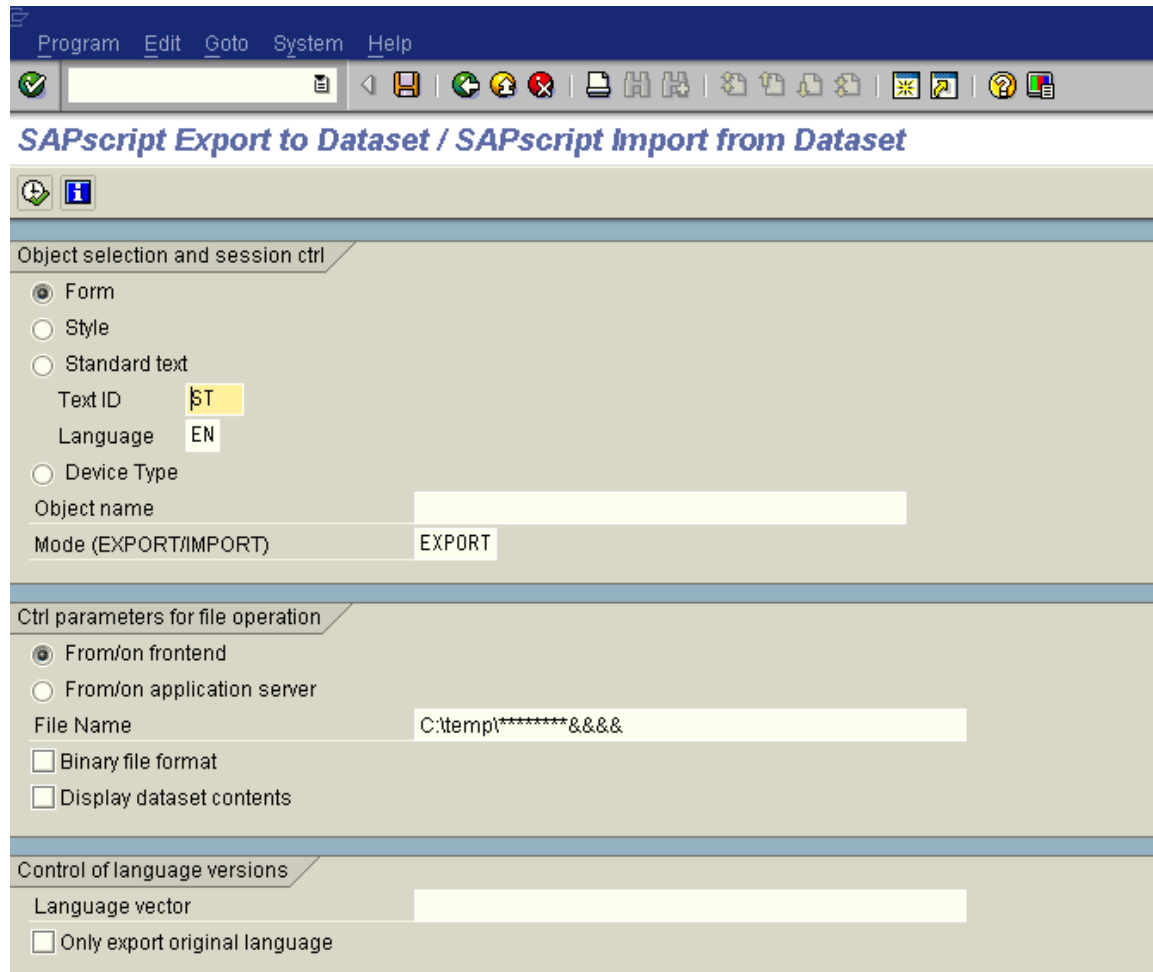 Program Edit Goto System Help
SAPscript Export to Dataset / SAPscript Import from Dataset
Object selection and session ctrl
Form
Style
Standard text
Text ID ST
Language EN
Device Type
Object name
Mode (EXPORT/IMPORT) EXPORT
Ctrl parameters for file operation
From/on frontend
From/on application server
File Name C:\temp\********&&&&
Binary file format
Display dataset contents
Control of language versions
Language vector
Only export original language